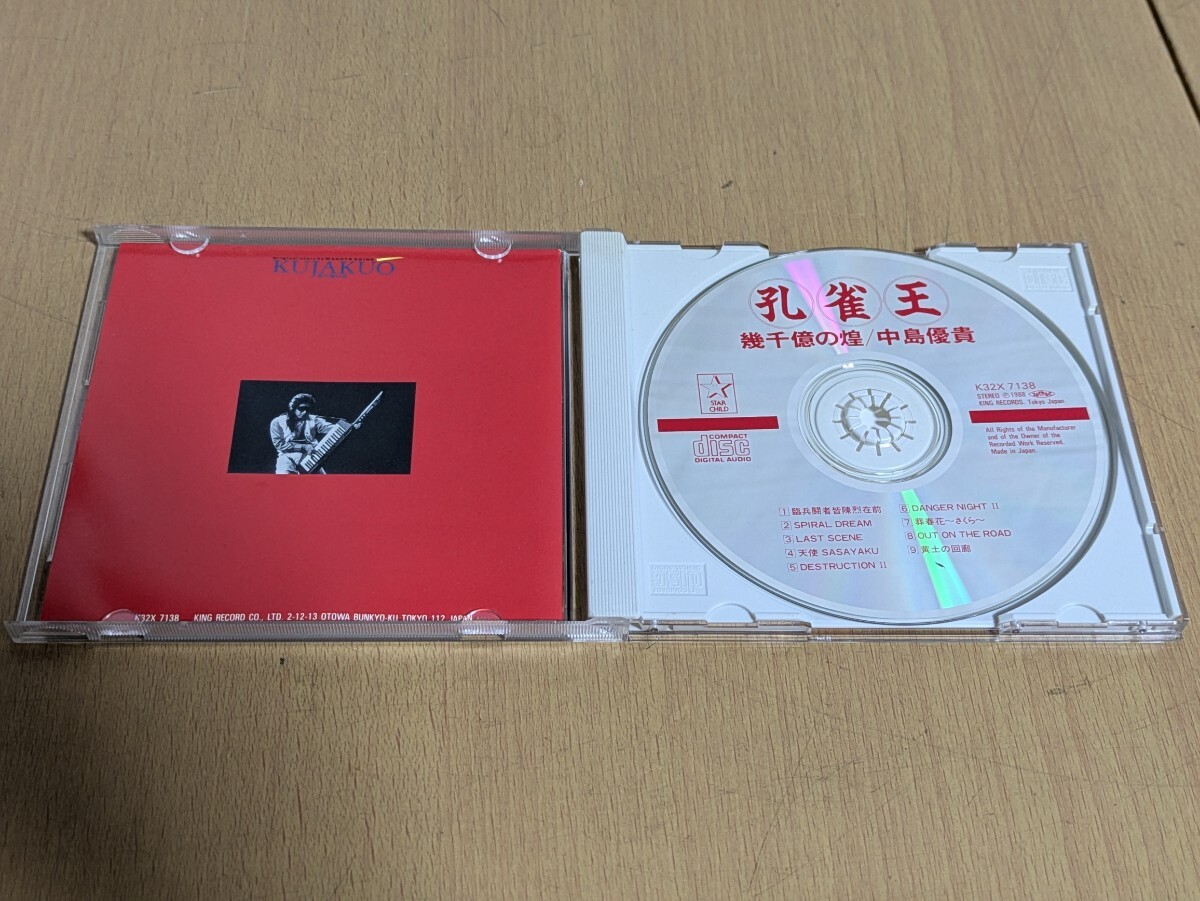 KUJAKUO
K32X 7138 KING RECORD CO., LTD. 2-12-13 OTOWA BUNKYO-KU TOKYO 112 JAPAN
孔雀王
幾千億の煌/中島優貴
STAR
CHILD
COMPACT
disc
DIGITAL AUDIO
K32X 7138
STEREO Ⓟ1988
KING RECORDS. Tokyo Japan
All Rights of the Manufacturer
and of the Owner of the
Recorded Work Reserved.
Made in Japan.
1 臨兵闘者皆陳烈在前
2 SPIRAL DREAM
3 LAST SCENE
4 天使 SASAYAKU
5 DESTRUCTION II
6 DANGER NIGHT II
7 葬春花〜さくら〜
8 OUT ON THE ROAD
9 黄土の回廊